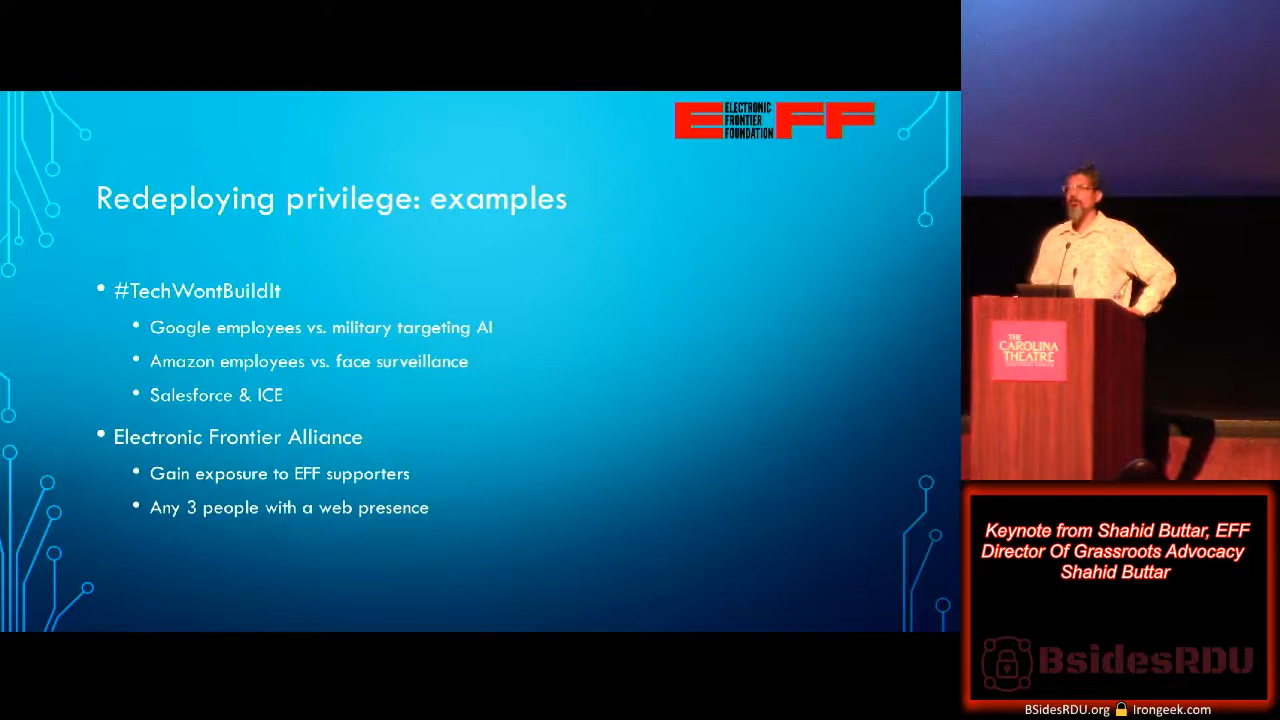 ELECTRONIC
FRONTIER
FOUNDATION
EFF
Redeploying privilege: examples
• #TechWontBuildIt
• Google employees vs. military targeting AI
• Amazon employees vs. face surveillance
• Salesforce & ICE
• Electronic Frontier Alliance
• Gain exposure to EFF supporters
• Any 3 people with a web presence
THE
CAROLINA
THEATRE
Keynote from Shahid Buttar, EFF
Director Of Grassroots Advocacy
Shahid Buttar
BsidesRDU
BSidesRDU.org 🔒 Irongeek.com